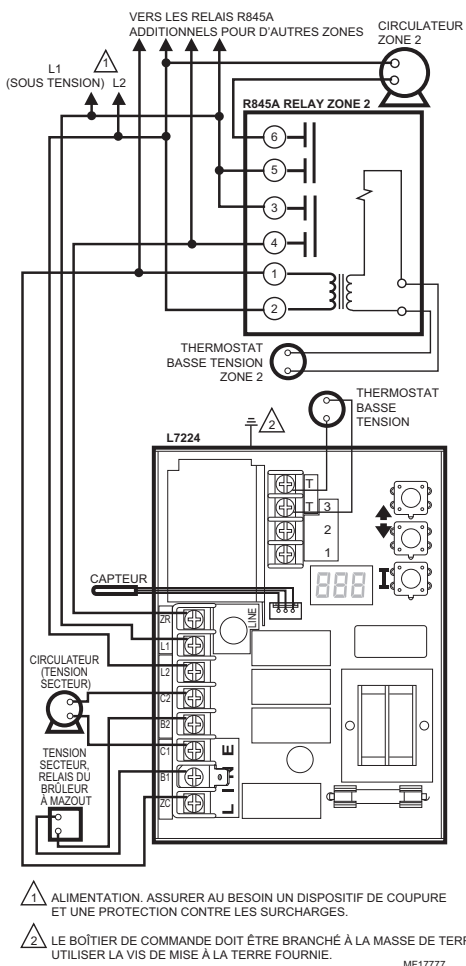 VERS LES RELAIS R845A
ADDITIONNELS POUR D'AUTRES ZONES
CIRCULATEUR
ZONE 2
1
L1
(SOUS TENSION) L2
R845A RELAY ZONE 2
6
5
3
4
1
2
THERMOSTAT
BASSE TENSION
ZONE 2
THERMOSTAT
BASSE
TENSION
2
L7224
T
T 3
2
1
888
CAPTEUR
LINE
ZR
L1
L2
C2
B2
C1
B1
ZC
LINE
CIRCULATEUR
(TENSION
SECTEUR)
TENSION
SECTEUR,
RELAIS DU
BRÛLEUR
À MAZOUT
1 ALIMENTATION. ASSURER AU BESOIN UN DISPOSITIF DE COUPURE
ET UNE PROTECTION CONTRE LES SURCHARGES.
2 LE BOÎTIER DE COMMANDE DOIT ÊTRE BRANCHÉ À LA MASSE DE TERR
UTILISER LA VIS DE MISE À LA TERRE FOURNIE.